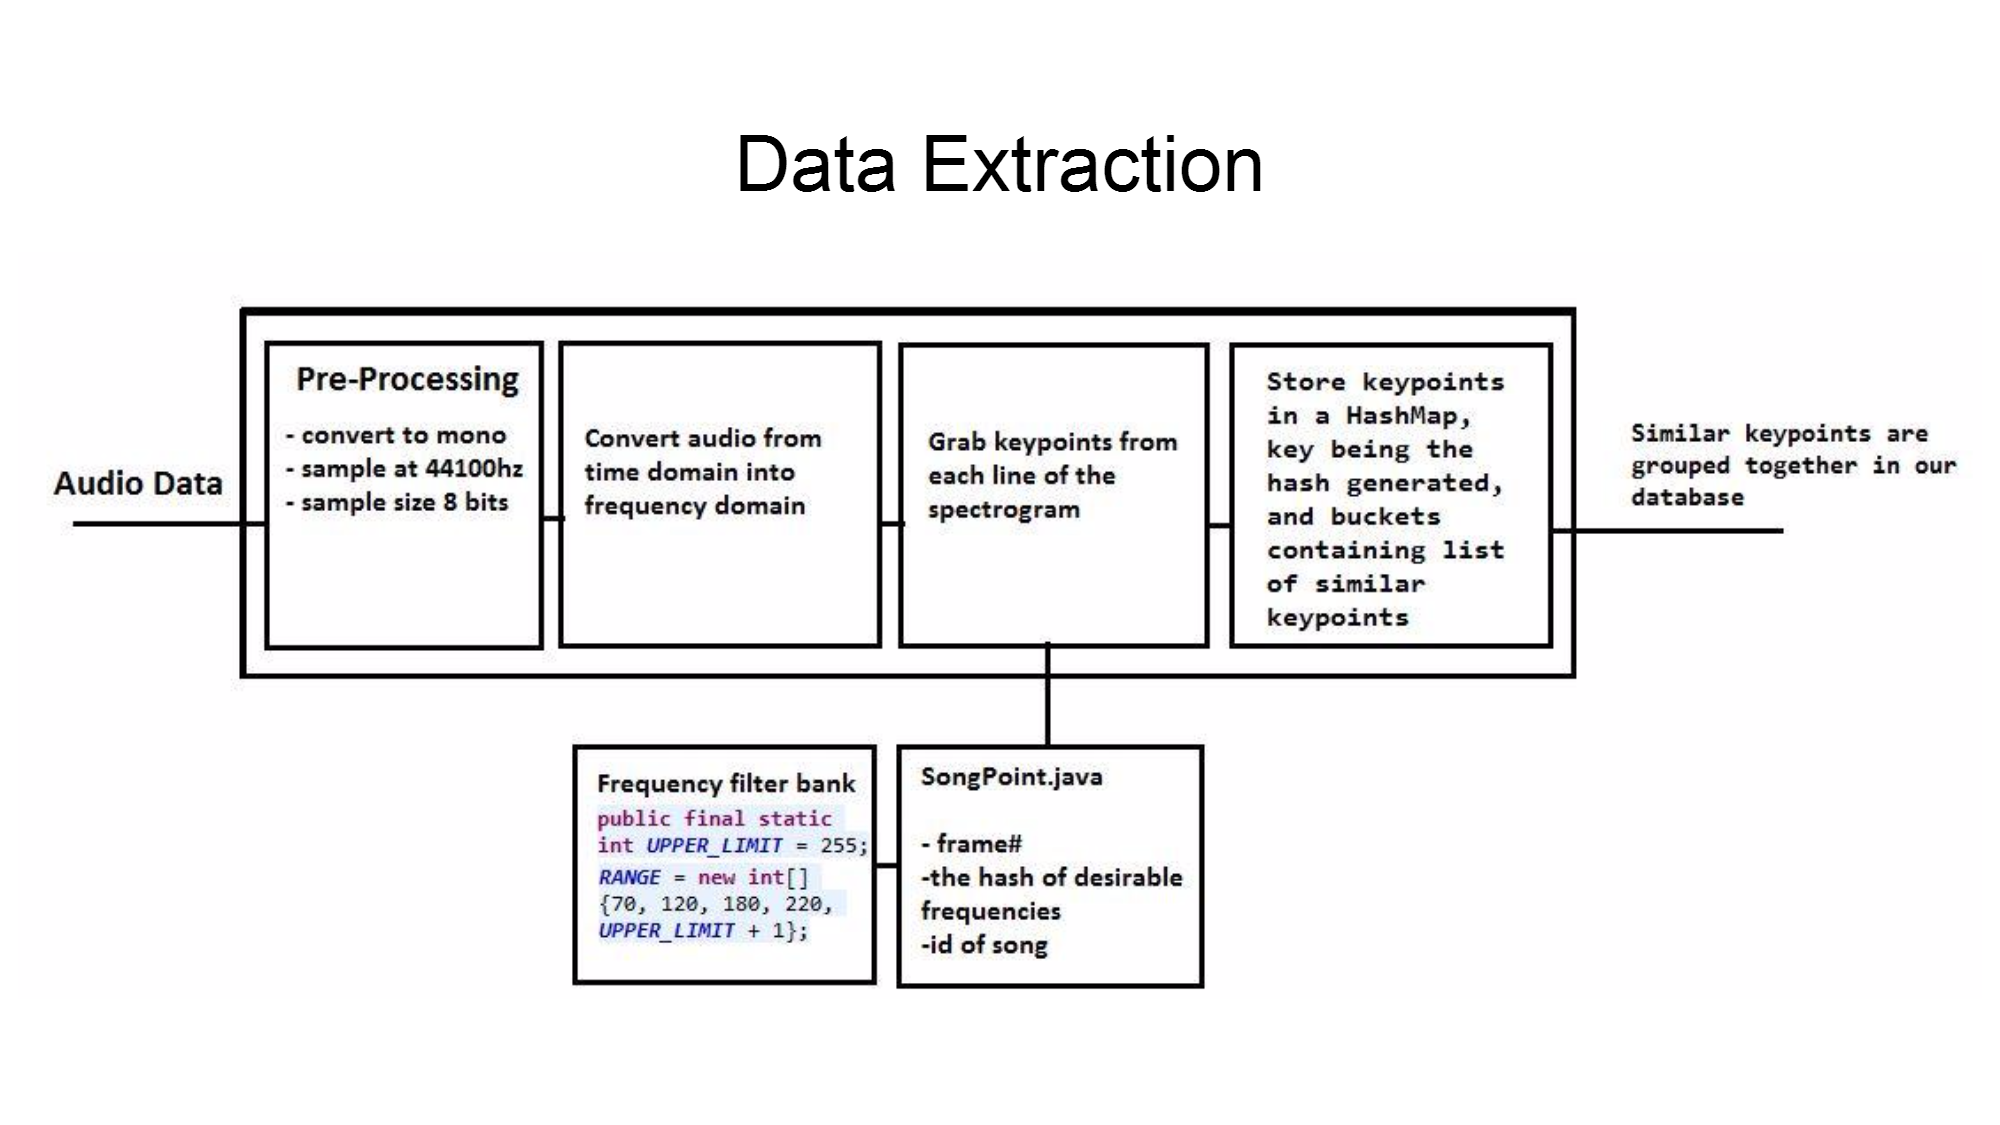 Data Extraction
Audio Data
Pre-Processing
- convert to mono
- sample at 44100hz
- sample size 8 bits
Convert audio from
time domain into
frequency domain
Grab keypoints from
each line of the
spectrogram
Store keypoints
in a HashMap,
key being the
hash generated,
and buckets
containing list
of similar
keypoints
Similar keypoints are
grouped together in our
database
Frequency filter bank
public final static
int UPPER_LIMIT = 255;
RANGE = new int[]
{70, 120, 180, 220,
UPPER_LIMIT + 1};
SongPoint.java
- frame#
-the hash of desirable
frequencies
-id of song